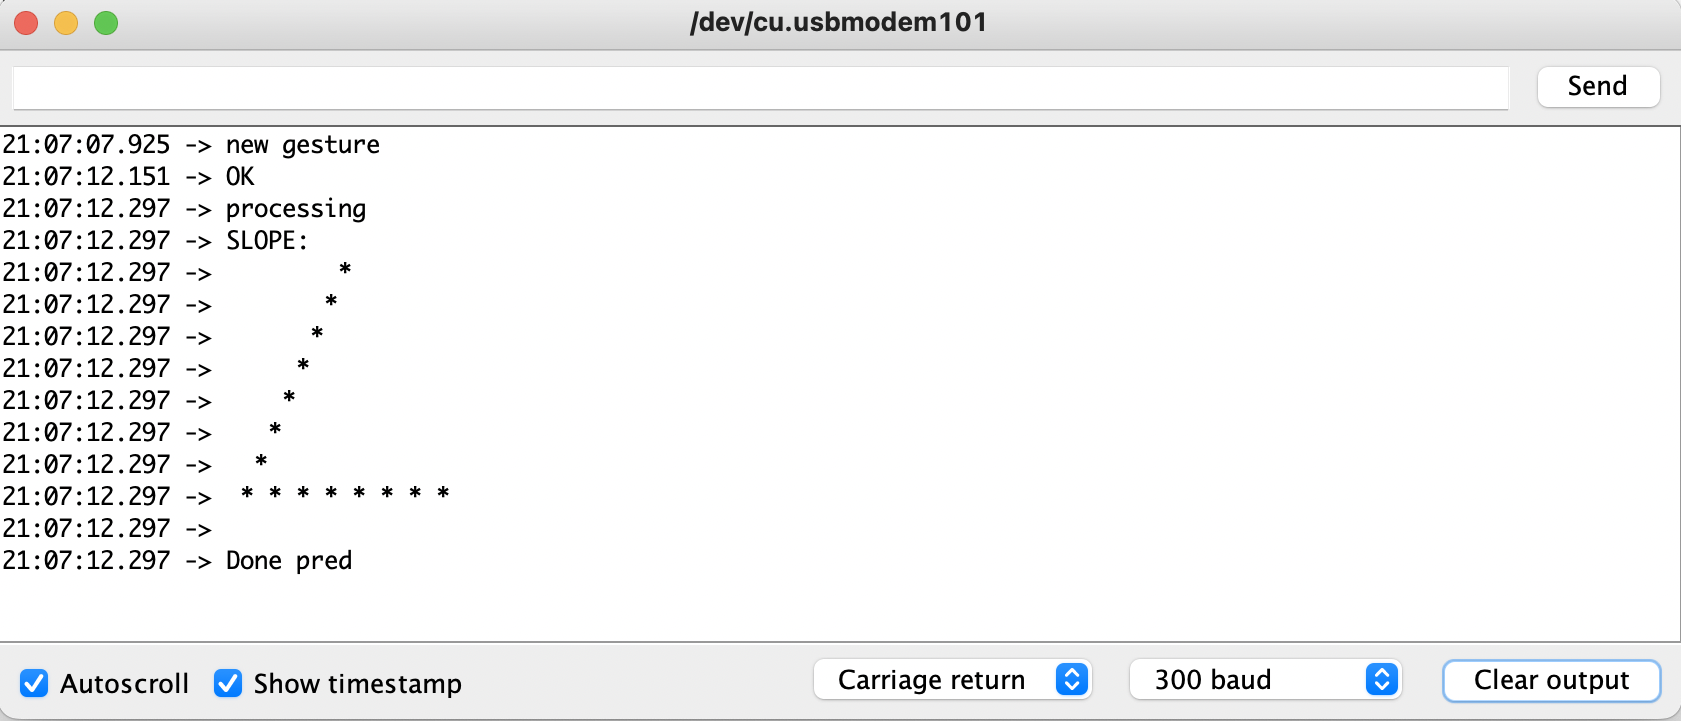 /dev/cu.usbmodem101
Send
21:07:07.925 -> new gesture
21:07:12.151 -> OK
21:07:12.297 -> processing
21:07:12.297 -> SLOPE:
21:07:12.297 ->         *
21:07:12.297 ->        *
21:07:12.297 ->       *
21:07:12.297 ->      *
21:07:12.297 ->     *
21:07:12.297 ->    *
21:07:12.297 ->   *
21:07:12.297 ->  * * * * * * * *
21:07:12.297 ->
21:07:12.297 -> Done pred
Autoscroll Show timestamp Carriage return 300 baud Clear output